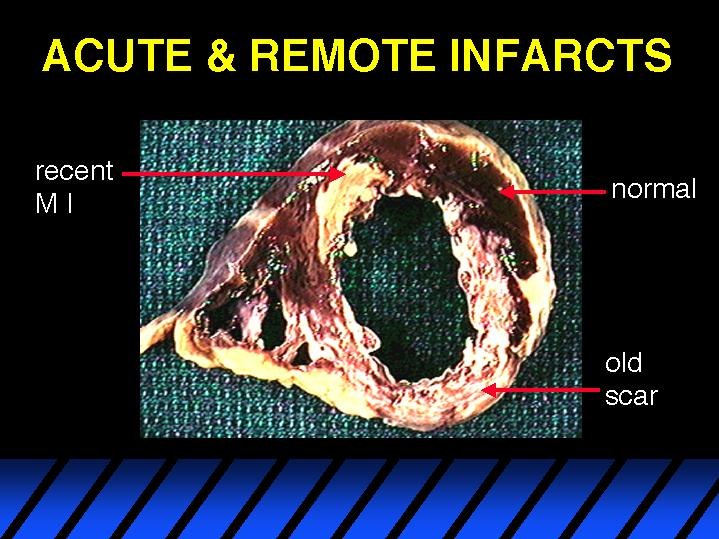 ACUTE & REMOTE INFARCTS
recent
M I
normal
old
scar